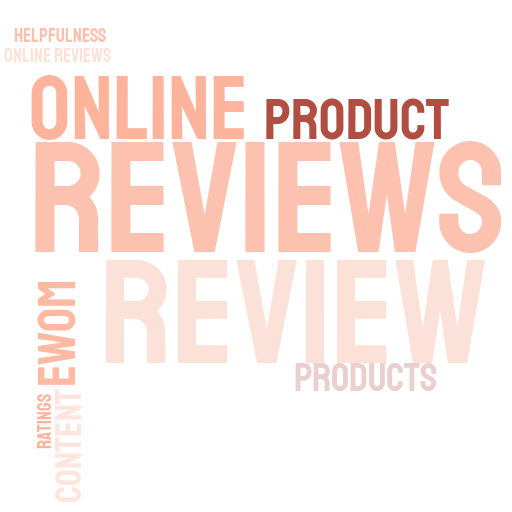 HELPFULNESS
ONLINE REVIEWS
ONLINE
PRODUCT
REVIEWS
REVIEW
EWOM
PRODUCTS
RATINGS
CONTENT